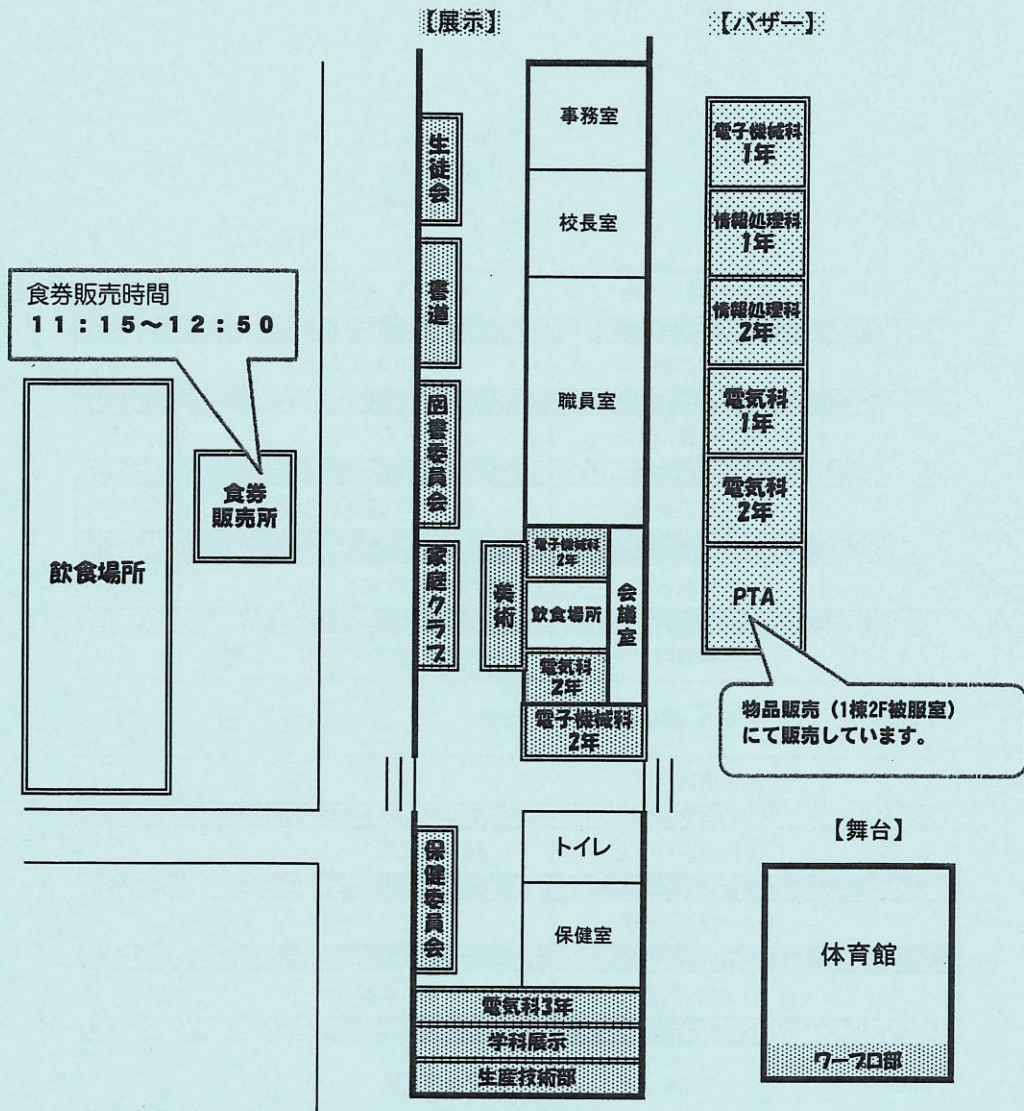 【展示】
【バザー】
事務室
校長室
職員室
生徒会
書道
図書委員会
家庭クラブ
美術
電子機械科
2年
飲食場所
電気科
2年
会議室
電子機械科
2年
電子機械科
1年
情報処理科
1年
情報処理科
2年
電気科
1年
電気科
2年
PTA
物品販売（1棟2F被服室）
にて販売しています。
食券販売時間
11：15～12：50
食券
販売所
飲食場所
保健委員会
トイレ
保健室
電気科3年
学科展示
生産技術部
【舞台】
体育館
ワープロ部